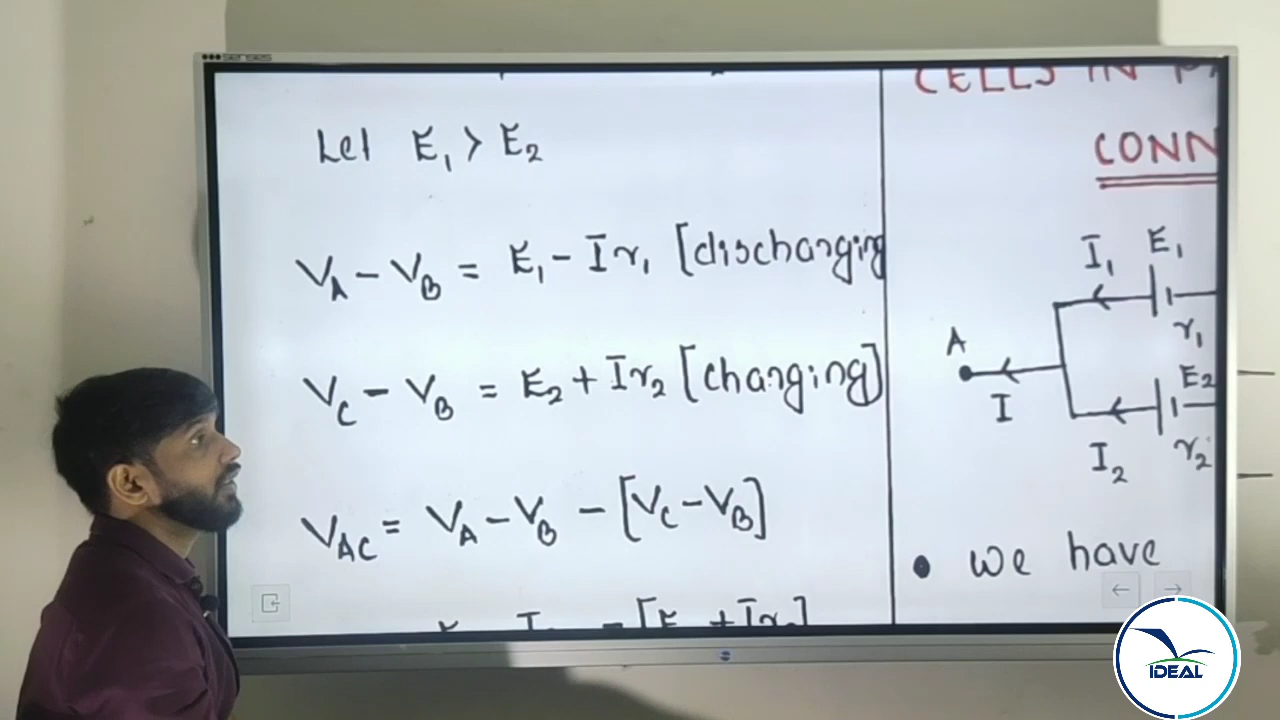 Let E₁ > E₂
V_A - V_B = E₁ - Ir₁ [discharging
V_C - V_B = E₂ + Ir₂ [charging]
V_AC = V_A - V_B - [V_C - V_B]
CELLS IN
CONN
I₁ E₁
r₁
A
I
E₂
I₂ r₂
• We have
IDEAL